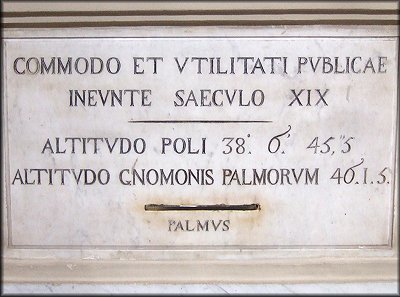 COMMODO ET VTILITATI PVBLICAE
INEVNTE SAECVLO XIX
ALTITVDO POLI 38°. 6'. 45,"5
ALTITVDO GNOMONIS PALMORVM 46.1.5.
PALMVS